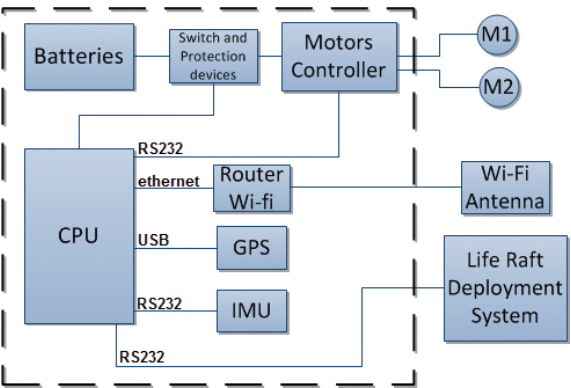 Batteries
Switch and
Protection
devices
Motors
Controller
M1
M2
RS232
ethernet
Router
Wi-fi
Wi-Fi
Antenna
CPU
USB
GPS
Life Raft
Deployment
System
RS232
IMU
RS232